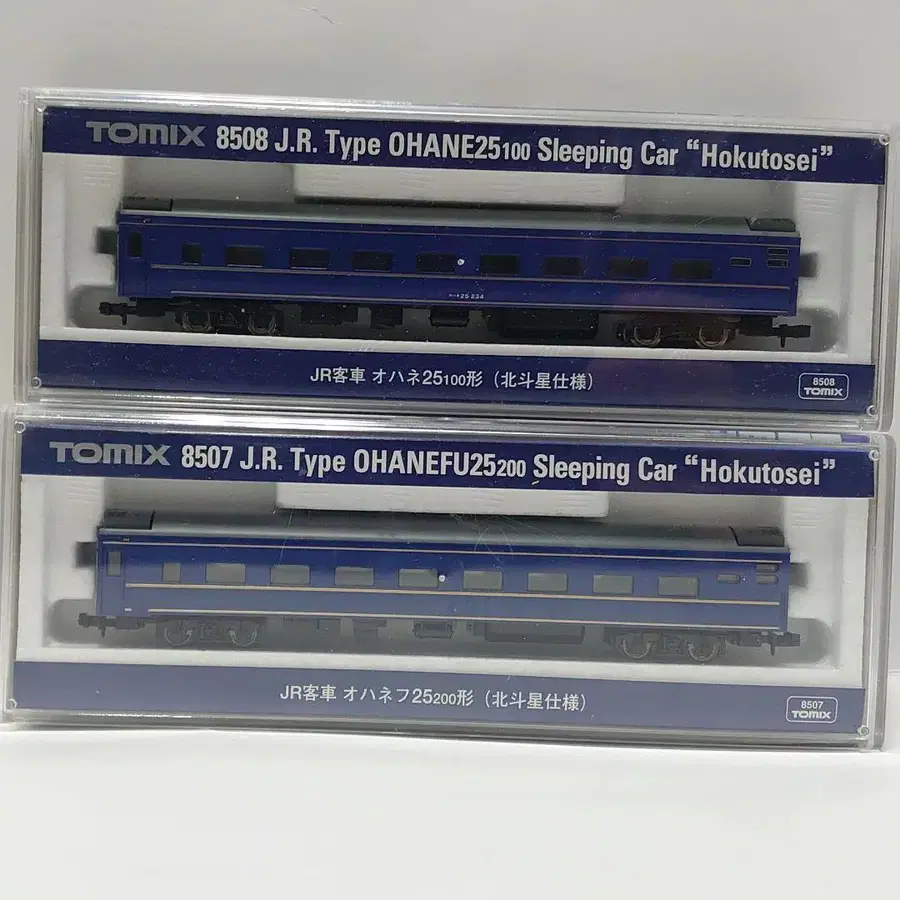 TOMIX 8508 J.R. Type OHANE25100 Sleeping Car "Hokutosei"
25 234
JR客車 オハネ25100形 (北斗星仕様)
8508
TOMIX
TOMIX 8507 J.R. Type OHANEFU25200 Sleeping Car "Hokutosei"
JR客車 オハネフ25200形 (北斗星仕様)
8507
TOMIX